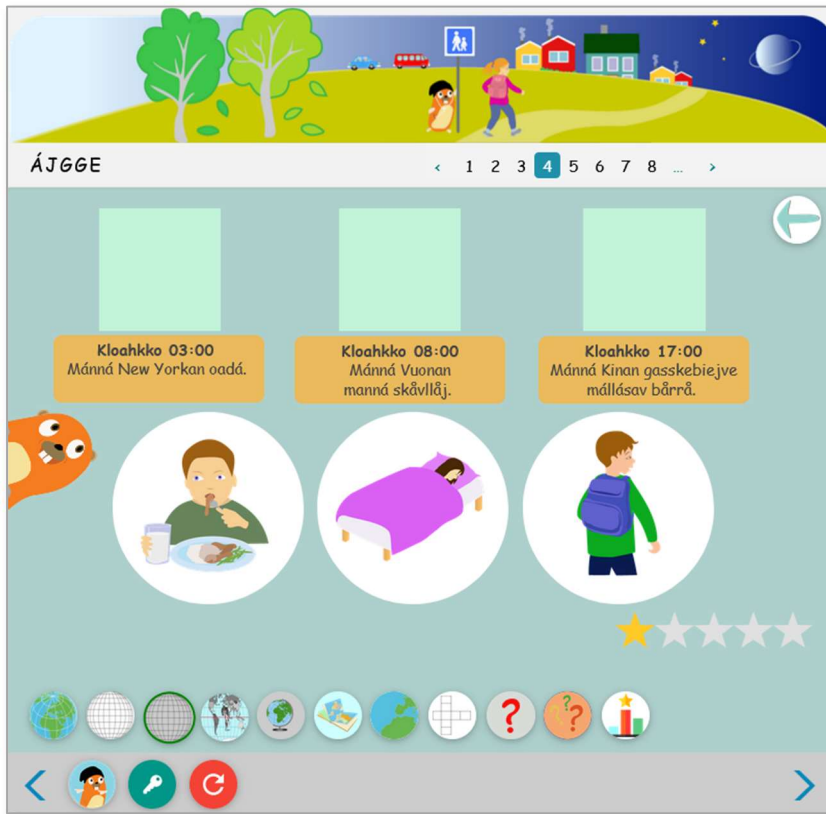 ÁJGGE
‹ 1 2 3 4 5 6 7 8 ... ›
Kloahkko 03:00
Mánná New Yorkan oadá.
Kloahkko 08:00
Mánná Vuonan
manná skåvllåj.
Kloahkko 17:00
Mánná Kinan gasskebiejve
mállásav bårrå.